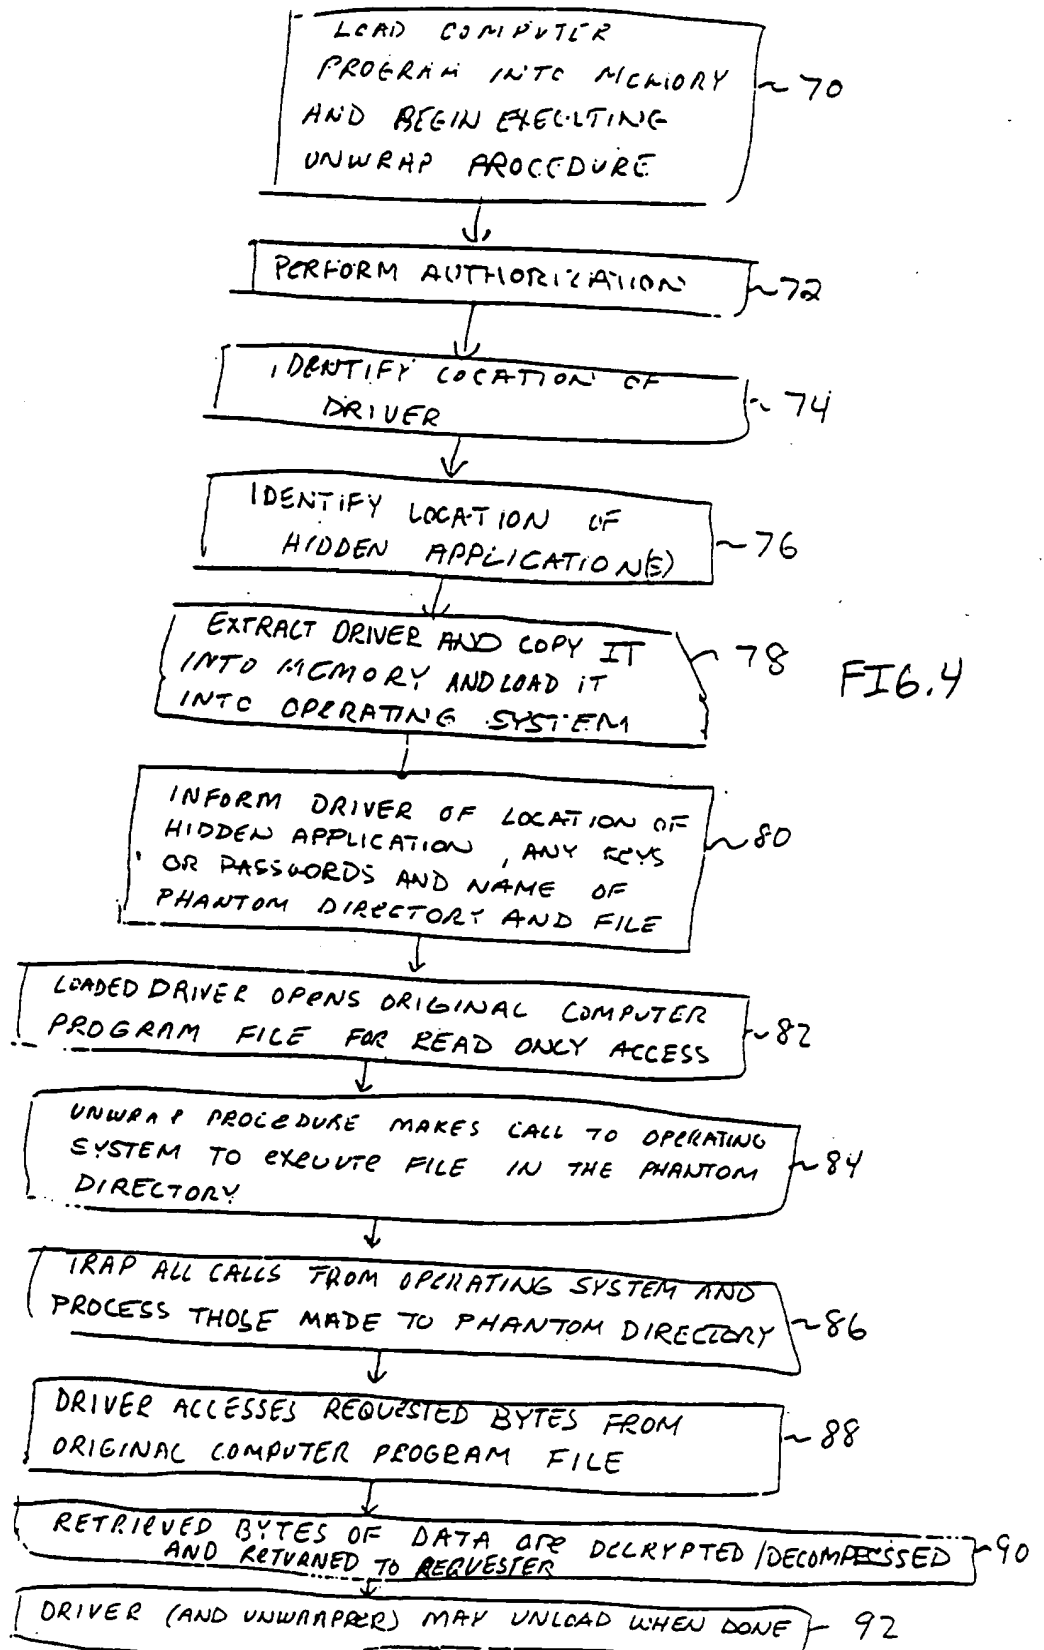 LOAD COMPUTER
PROGRAM INTO MEMORY
AND BEGIN EXECUTING
UNWRAP PROCEDURE
70
PERFORM AUTHORIZATION
72
IDENTIFY LOCATION OF
DRIVER
74
IDENTIFY LOCATION OF
HIDDEN APPLICATION(S)
76
EXTRACT DRIVER AND COPY IT
INTO MEMORY AND LOAD IT
INTO OPERATING SYSTEM
78
FIG.4
INFORM DRIVER OF LOCATION OF
HIDDEN APPLICATION, ANY KEYS
OR PASSWORDS AND NAME OF
PHANTOM DIRECTORY AND FILE
80
LOADED DRIVER OPENS ORIGINAL COMPUTER
PROGRAM FILE FOR READ ONLY ACCESS
82
UNWRAP PROCEDURE MAKES CALL TO OPERATING
SYSTEM TO EXECUTE FILE IN THE PHANTOM
DIRECTORY
84
TRAP ALL CALLS FROM OPERATING SYSTEM AND
PROCESS THOSE MADE TO PHANTOM DIRECTORY
86
DRIVER ACCESSES REQUESTED BYTES FROM
ORIGINAL COMPUTER PROGRAM FILE
88
RETRIEVED BYTES OF DATA ARE DECRYPTED/DECOMPRESSED
AND RETURNED TO REQUESTER
90
DRIVER (AND UNWRAPPER) MAY UNLOAD WHEN DONE
92